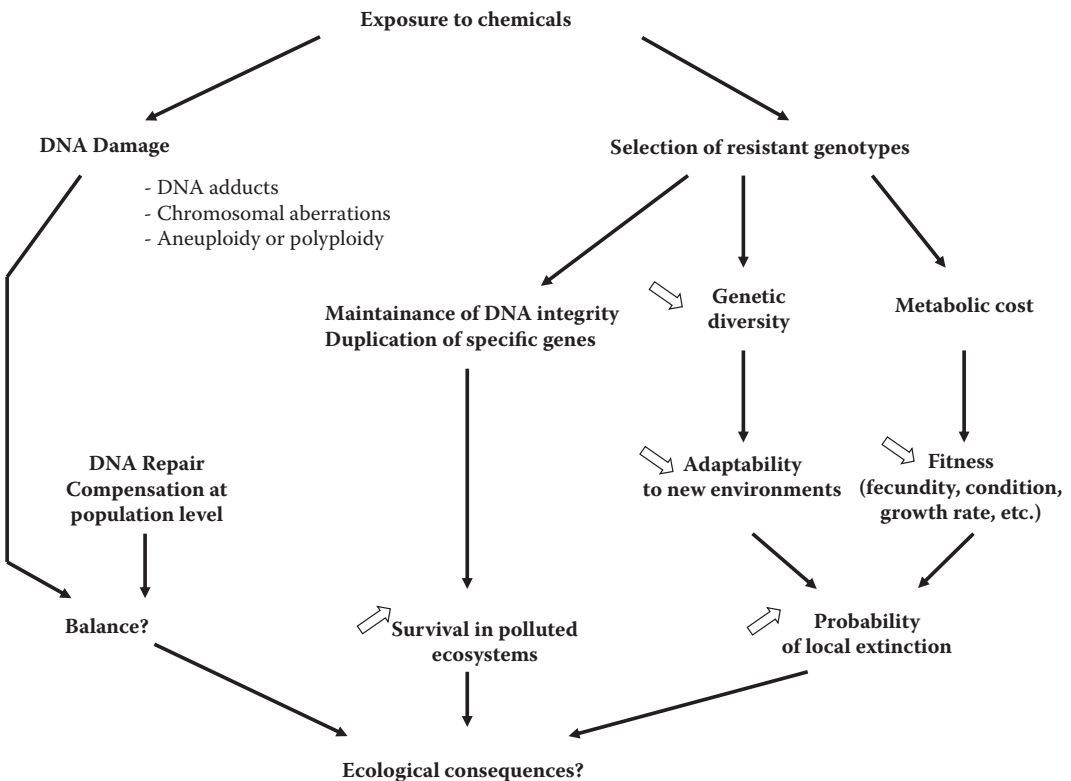 Exposure to chemicals
DNA Damage
- DNA adducts
- Chromosomal aberrations
- Aneuploidy or polyploidy
Selection of resistant genotypes
Maintainance of DNA integrity
Duplication of specific genes
Genetic
diversity
Metabolic cost
DNA Repair
Compensation at
population level
Adaptability
to new environments
Fitness
(fecundity, condition,
growth rate, etc.)
Balance?
Survival in polluted
ecosystems
Probability
of local extinction
Ecological consequences?